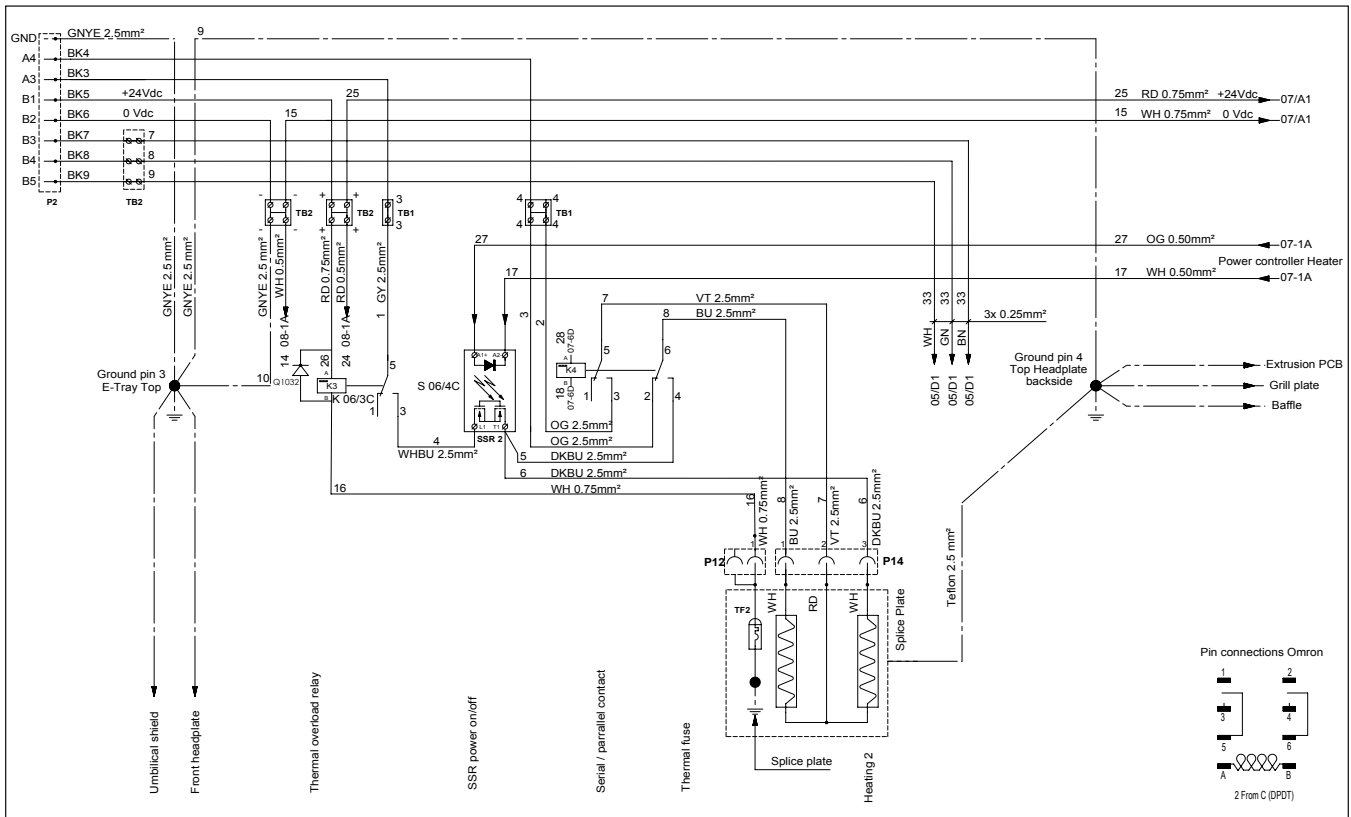 GND GNYE 2.5mm² 9
A4 BK4
A3 BK3
B1 BK5 +24Vdc 25 25 RD 0.75mm² +24Vdc 07/A1
B2 BK6 0 Vdc 15 15 WH 0.75mm² 0 Vdc 07/A1
B3 BK7 7
B4 BK8 8
B5 BK9 9
P2 TB2
- - + + 3 4 4
TB2 TB2 TB1 TB1
- - + + 3 4 4
27 27 OG 0.50mm² 07-1A
Power controller Heater
17 17 WH 0.50mm² 07-1A
GNYE 2.5 mm²
GNYE 2.5 mm²
GNYE 2.5 mm²
WH 0.5mm²
RD 0.75mm²
RD 0.5mm²
GY 2.5mm²
1
3
2
14 08-1A
26
24 08-1A
7 VT 2.5mm²
8 BU 2.5mm²
33 33 33
3x 0.25mm²
WH GN BN
05/D1 05/D1 05/D1
Ground pin 3
E-Tray Top
10
Q1032
A
K3
B
K 06/3C
5
1 3
A1+ A2-
S 06/4C
L1 T1
SSR 2
28 07-6D
A
K4
B
18 07-6D
5 6
1 3 2 4
Ground pin 4
Top Headplate
backside
Extrusion PCB
Grill plate
Baffle
4
WHBU 2.5mm²
OG 2.5mm²
OG 2.5mm²
5 DKBU 2.5mm²
6 DKBU 2.5mm²
16 WH 0.75mm²
16
WH 0.75mm²
8
BU 2.5mm²
7
VT 2.5mm²
6
DKBU 2.5mm²
P12 1 1 2 3 P14
TF2
WH RD WH
Splice Plate
Teflon 2.5 mm²
Splice plate
Umbilical shield
Front headplate
Thermal overload relay
SSR power on/off
Serial / parrallel contact
Thermal fuse
Heating 2
Pin connections Omron
1 2
3 4
5 6
A B
2 From C (DPDT)